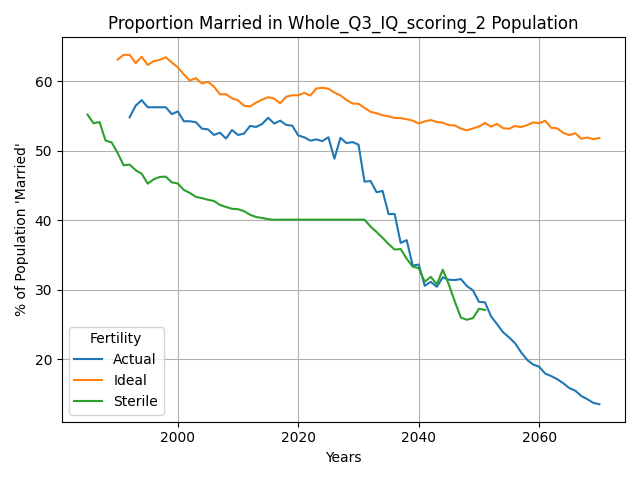 Proportion Married in Whole_Q3_IQ_scoring_2 Population
% of Population 'Married'
60
50
40
30
20
Fertility
Actual
Ideal
Sterile
2000 2020 2040 2060
Years